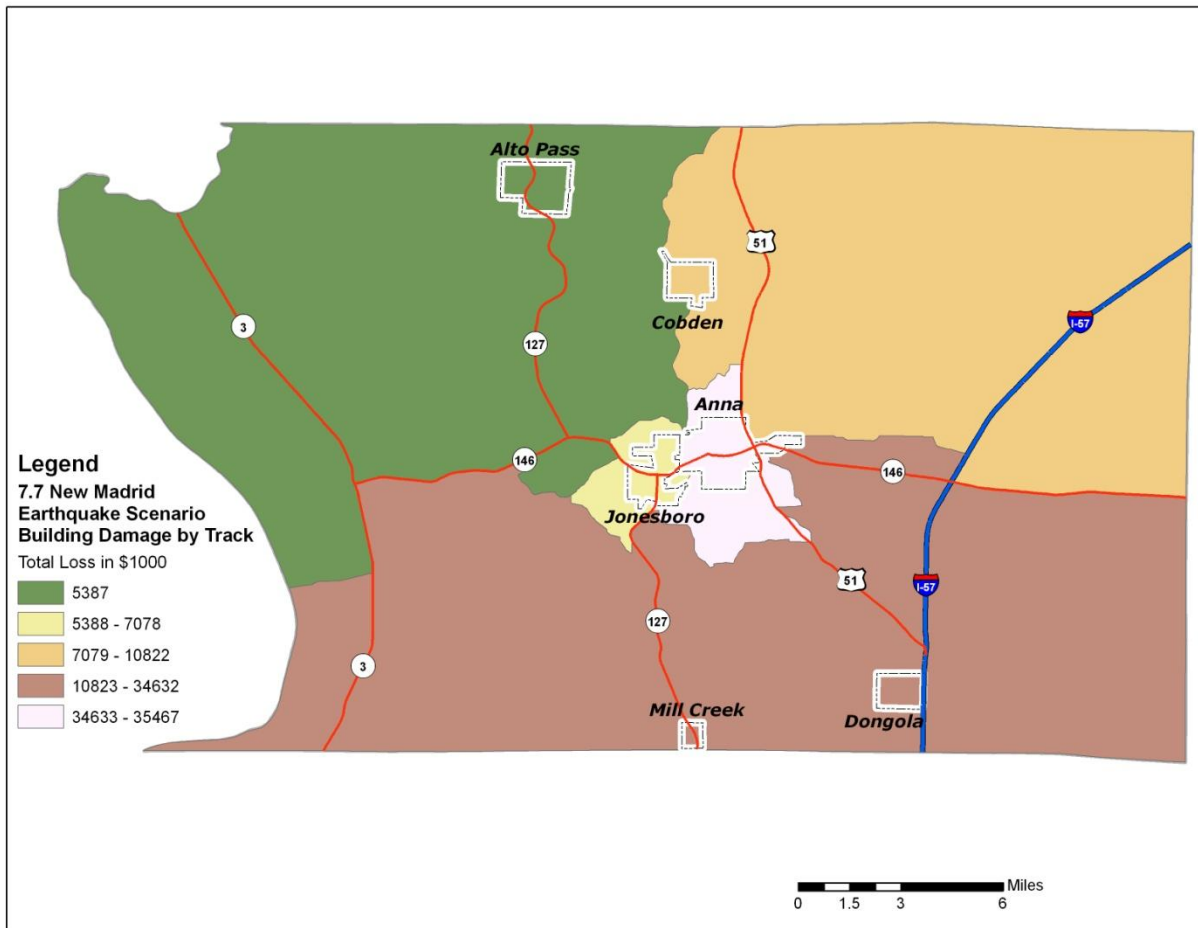 Alto Pass
51
Cobden
3
127
I-57
Anna
146
146
Jonesboro
Legend
7.7 New Madrid
Earthquake Scenario
Building Damage by Track
Total Loss in $1000
5387
5388 - 7078
7079 - 10822
10823 - 34632
34633 - 35467
51
I-57
127
3
Mill Creek
Dongola
Miles
0 1.5 3 6